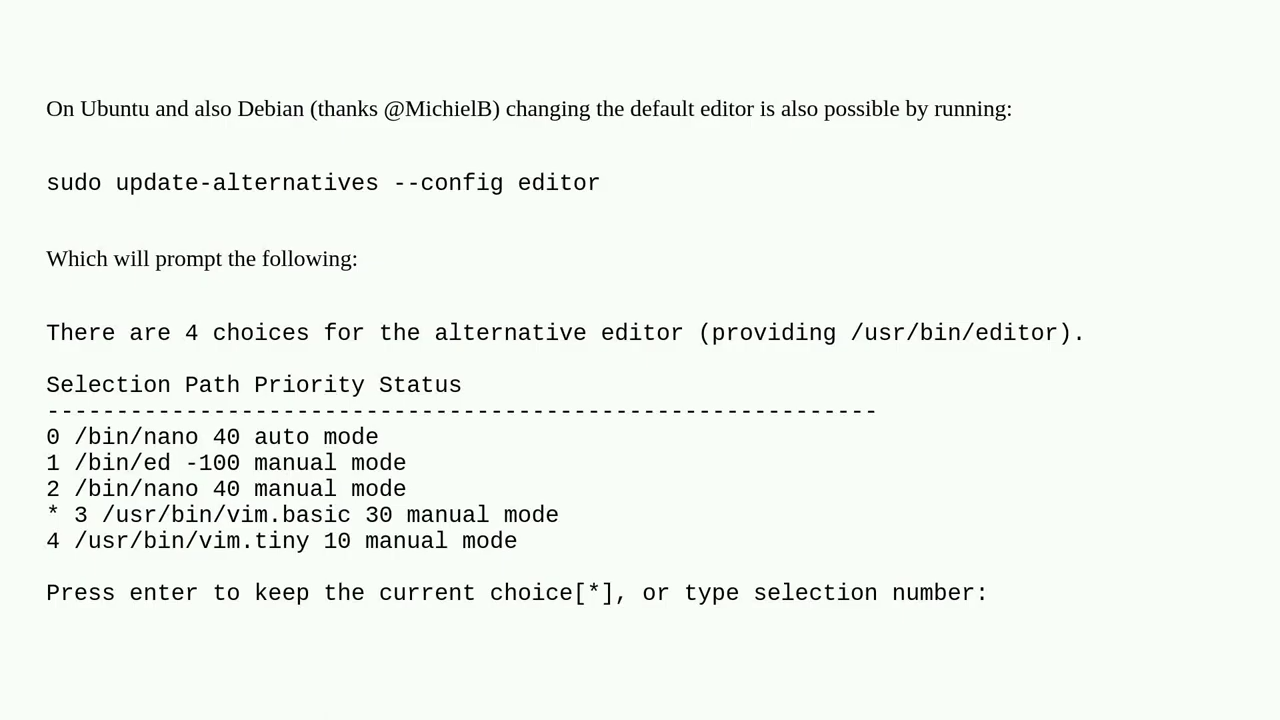 On Ubuntu and also Debian (thanks @MichielB) changing the default editor is also possible by running:
sudo update-alternatives --config editor
Which will prompt the following:
There are 4 choices for the alternative editor (providing /usr/bin/editor).
Selection Path Priority Status
------------------------------------------------------------
0 /bin/nano 40 auto mode
1 /bin/ed -100 manual mode
2 /bin/nano 40 manual mode
* 3 /usr/bin/vim.basic 30 manual mode
4 /usr/bin/vim.tiny 10 manual mode
Press enter to keep the current choice[*], or type selection number: